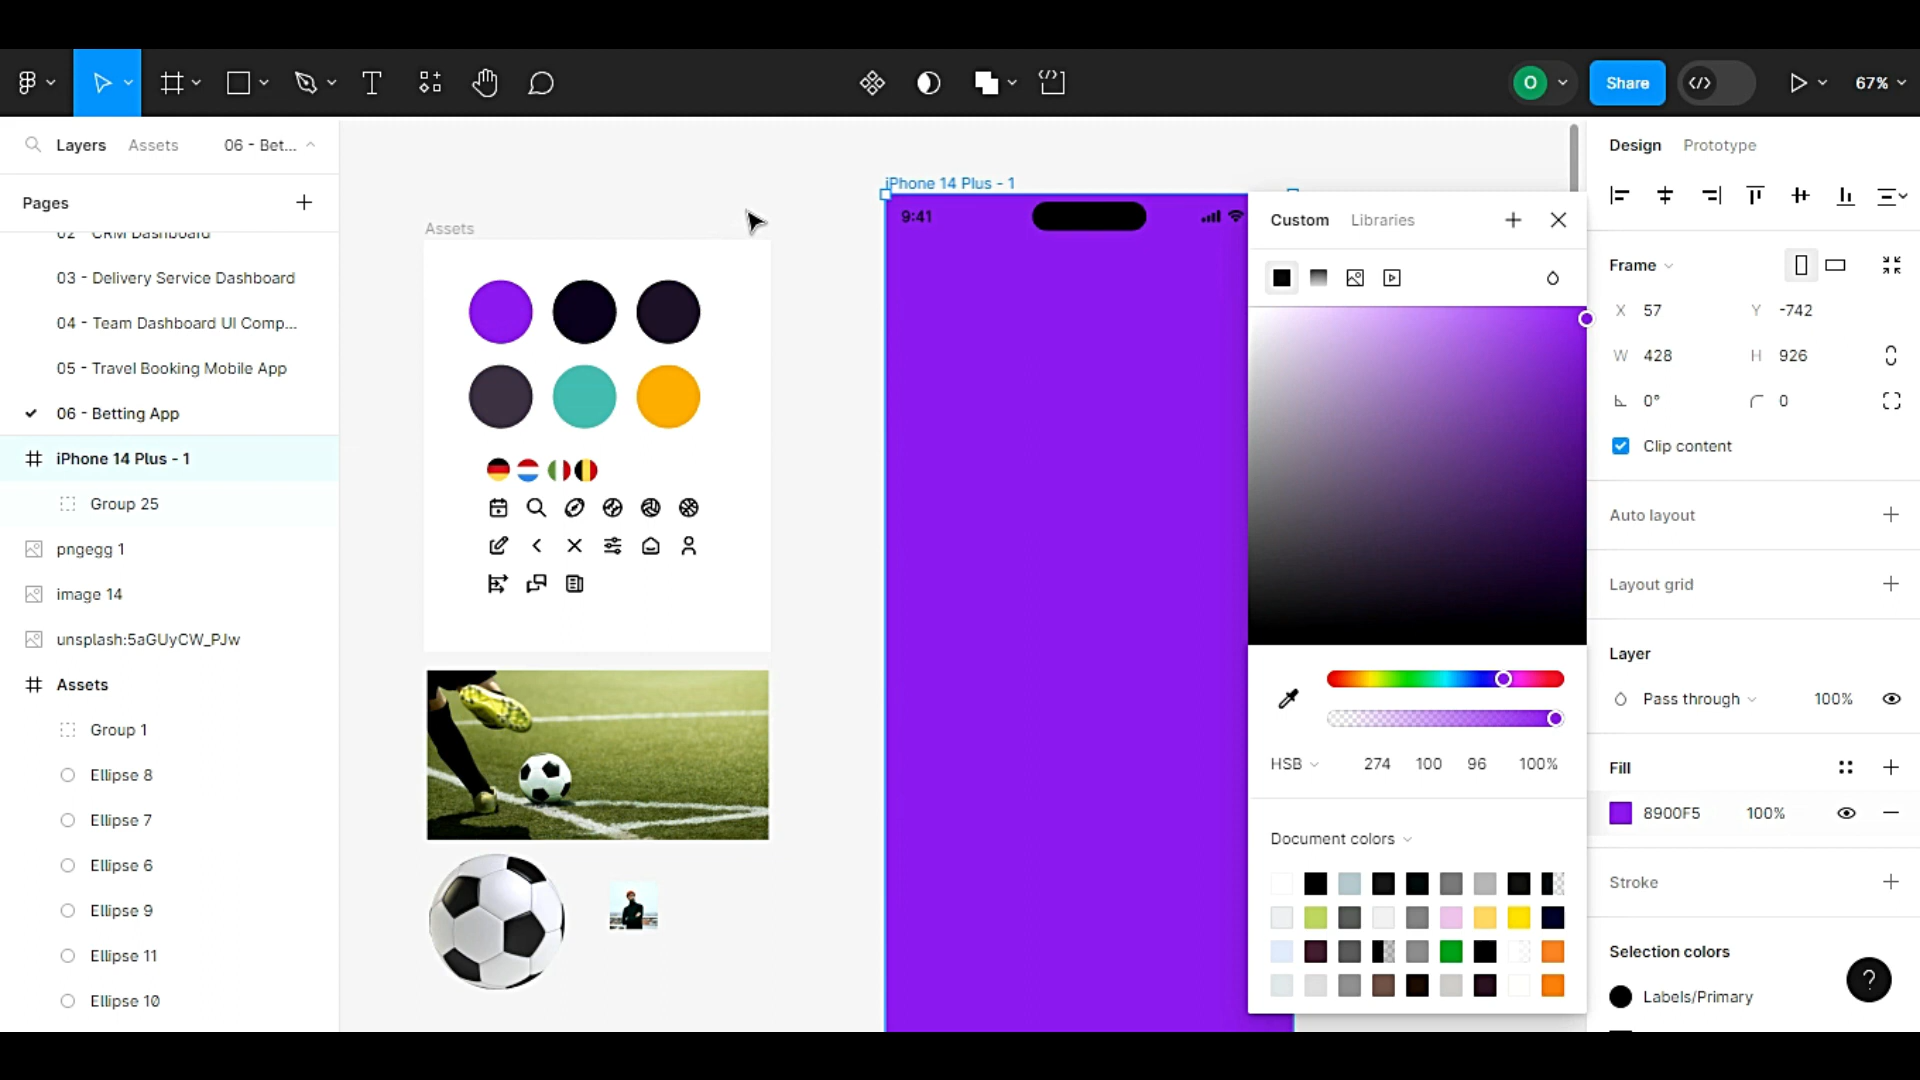 O
Share
67%
Layers
Assets
06 - Bet...
Pages
02 - CRM Dashboard
03 - Delivery Service Dashboard
04 - Team Dashboard UI Comp...
05 - Travel Booking Mobile App
06 - Betting App
iPhone 14 Plus - 1
Group 25
pngegg 1
image 14
unsplash:5aGUyCW_PJw
Assets
Group 1
Ellipse 8
Ellipse 7
Ellipse 6
Ellipse 9
Ellipse 11
Ellipse 10
Assets
iPhone 14 Plus - 1
9:41
Custom
Libraries
HSB
274
100
96
100%
Document colors
Design
Prototype
Frame
X
57
Y
-742
W
428
H
926
0°
0
Clip content
Auto layout
Layout grid
Layer
Pass through
100%
Fill
8900F5
100%
Stroke
Selection colors
Labels/Primary
?